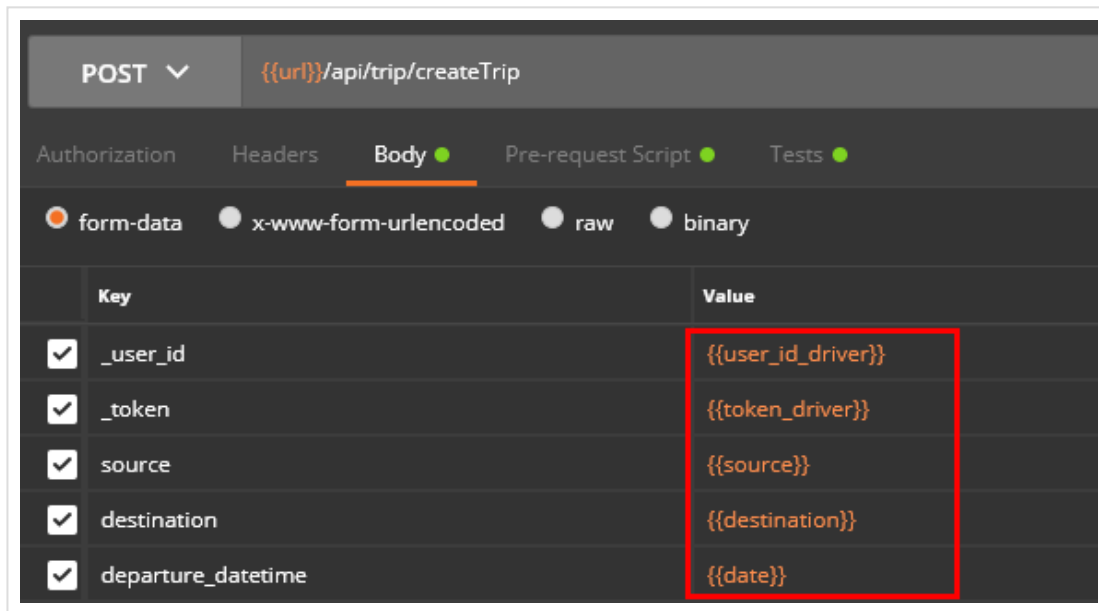 POST {{url}}/api/trip/createTrip
Authorization Headers Body Pre-request Script Tests
form-data x-www-form-urlencoded raw binary
Key Value
_user_id {{user_id_driver}}
_token {{token_driver}}
source {{source}}
destination {{destination}}
departure_datetime {{date}}